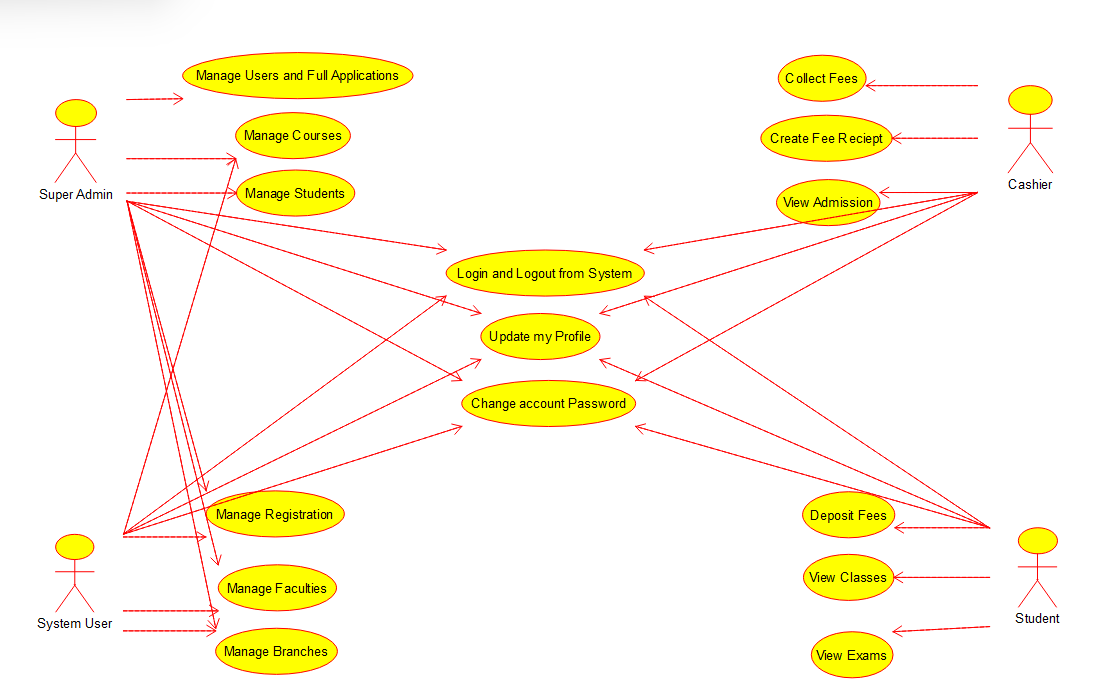 Manage Users and Full Applications
Collect Fees
Manage Courses
Create Fee Reciept
Super Admin
Cashier
Manage Students
View Admission
Login and Logout from System
Update my Profile
Change account Password
Manage Registration
Deposit Fees
Manage Faculties
View Classes
System User
Student
Manage Branches
View Exams